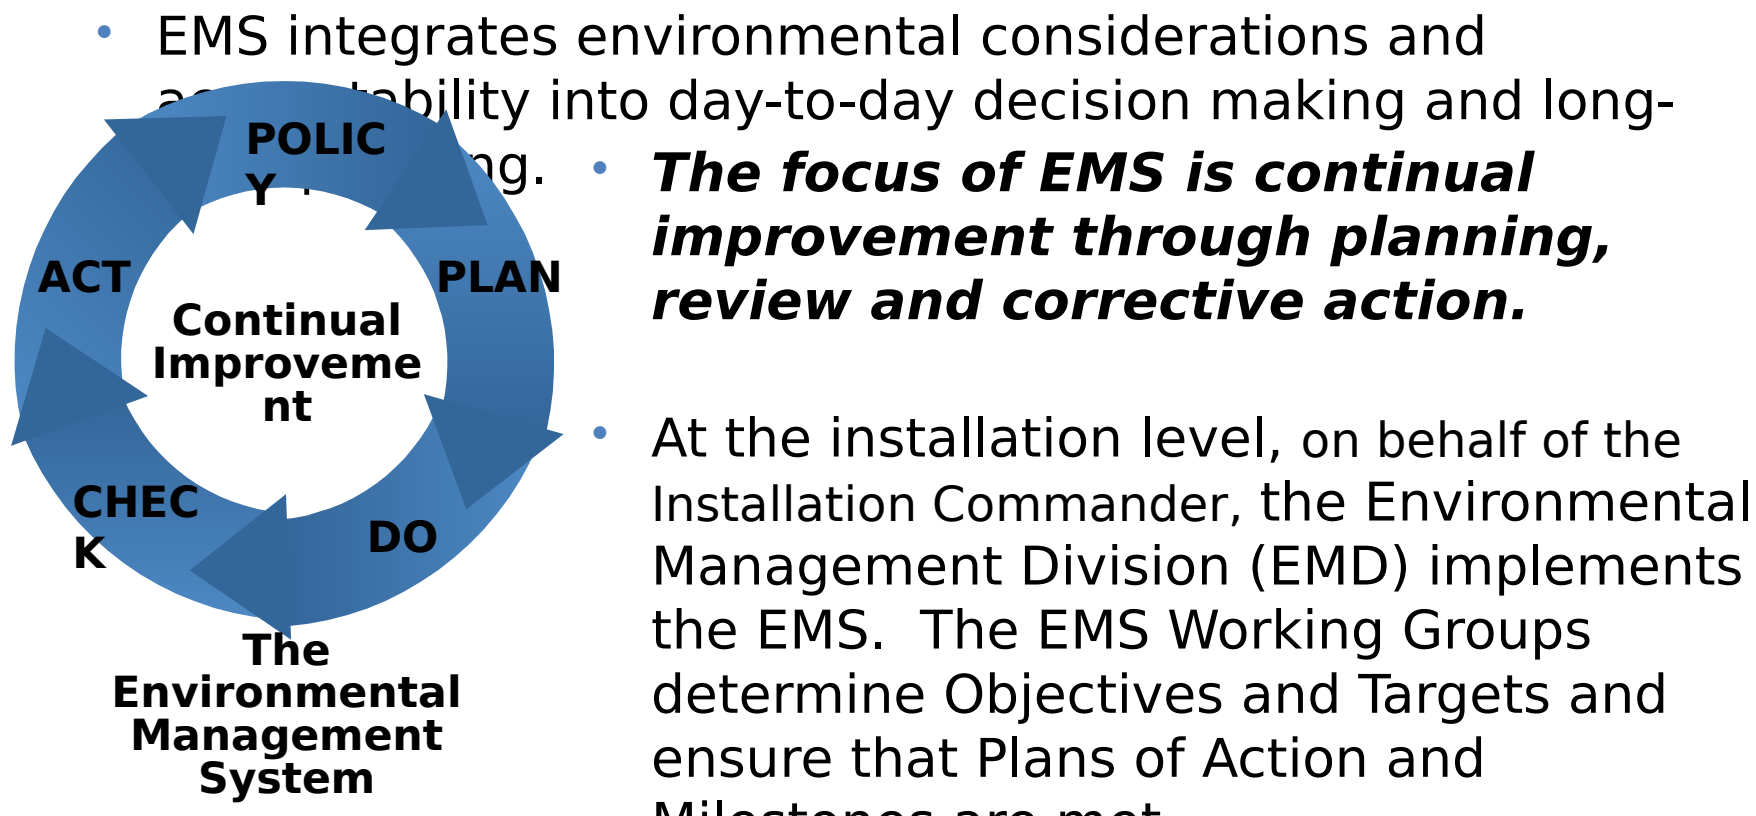 • EMS integrates environmental considerations and
into day-to-day decision making and long-
• The focus of EMS is continual
improvement through planning,
review and corrective action.
• At the installation level, on behalf of the
Installation Commander, the Environmental
Management Division (EMD) implements
the EMS. The EMS Working Groups
determine Objectives and Targets and
ensure that Plans of Action and
Milestones are met
POLIC
Y
ACT
PLAN
Continual
Improveme
nt
CHEC
K
DO
The
Environmental
Management
System